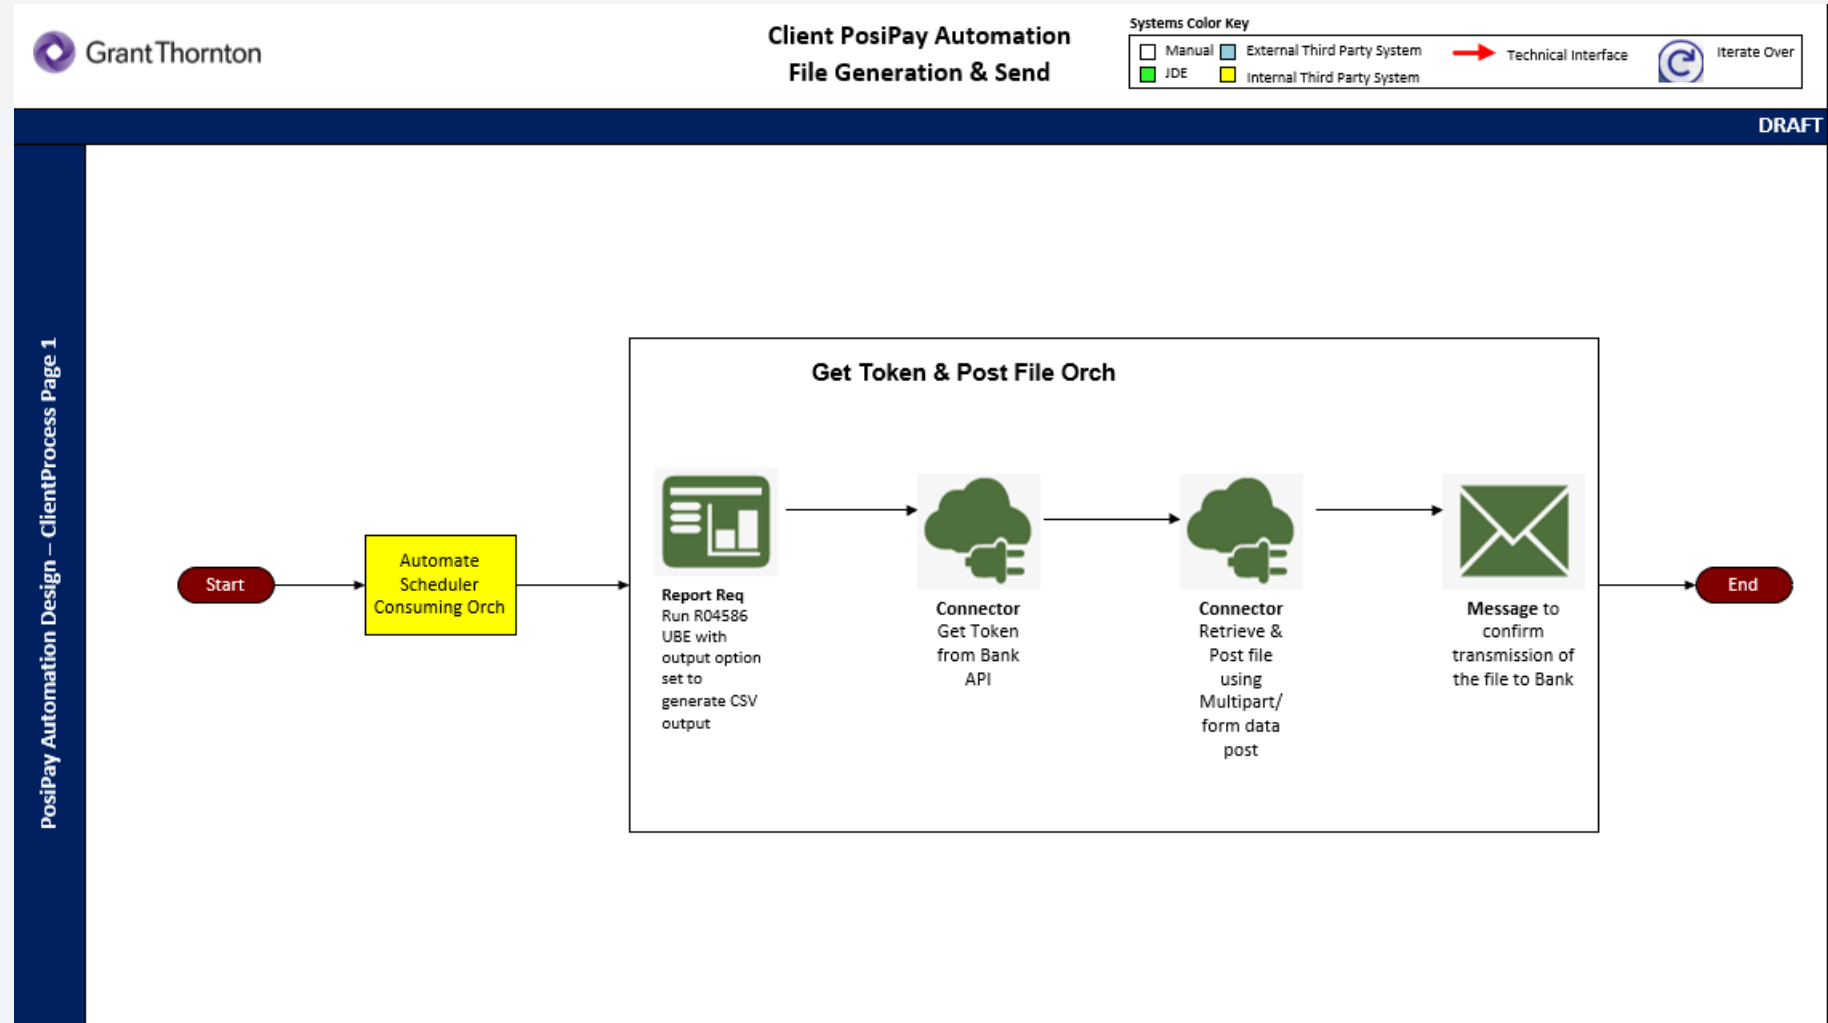 Grant Thornton
Client PosiPay Automation
File Generation & Send
Systems Color Key
Manual
External Third Party System
Technical Interface
Iterate Over
JDE
Internal Third Party System
DRAFT
PosiPay Automation Design – ClientProcess Page 1
Get Token & Post File Orch
Start
Automate
Scheduler
Consuming Orch
Report Req
Run R04586
UBE with
output option
set to
generate CSV
output
Connector
Get Token
from Bank
API
Connector
Retrieve &
Post file
using
Multipart/
form data
post
Message to
confirm
transmission of
the file to Bank
End